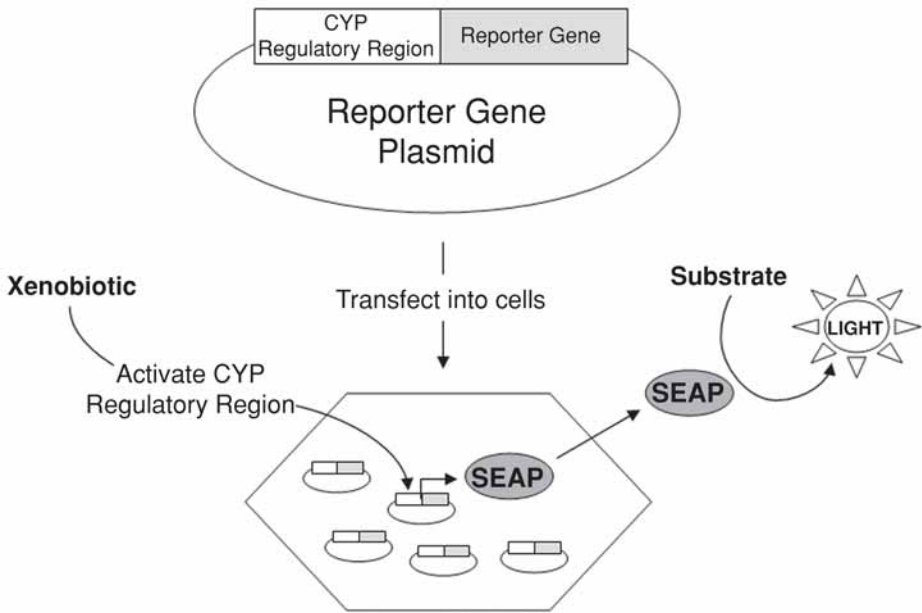 CYP
Regulatory Region
Reporter Gene
Reporter Gene
Plasmid
Xenobiotic
Transfect into cells
Substrate
LIGHT
Activate CYP
Regulatory Region
SEAP
SEAP